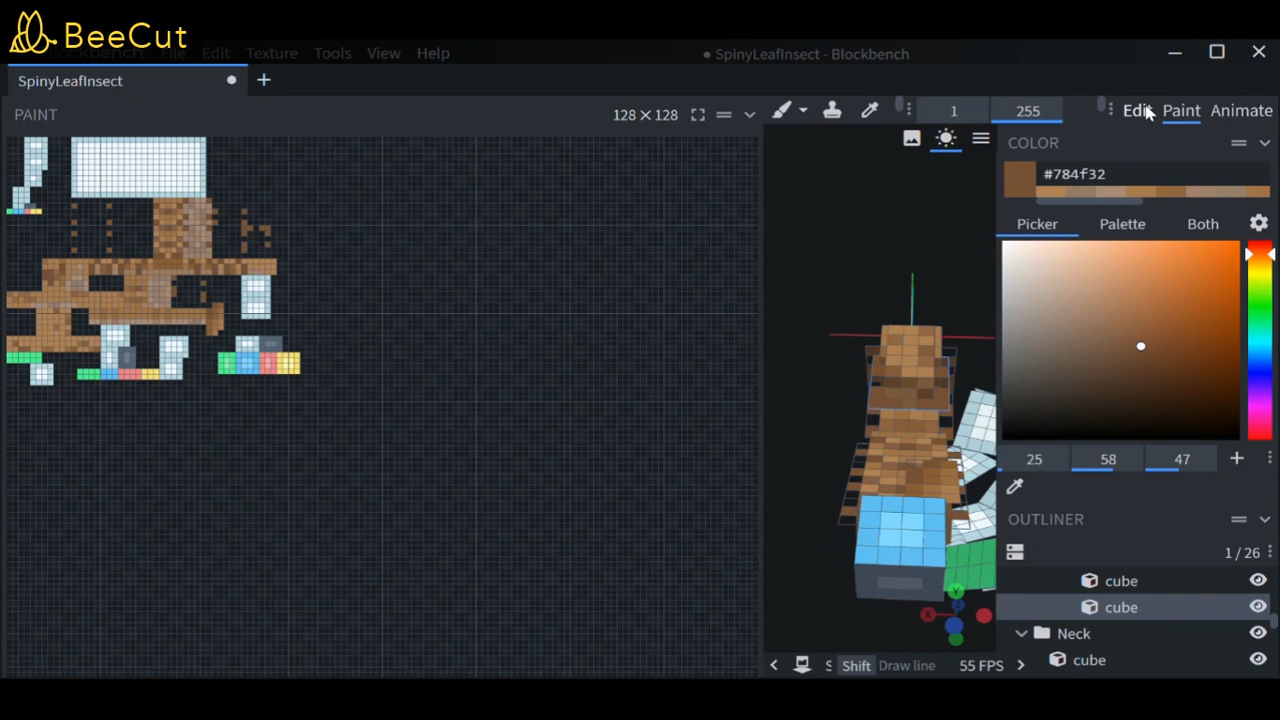 BeeCut
File Edit Texture Tools View Help
● SpinyLeafInsect - Blockbench
SpinyLeafInsect
PAINT
128 × 128
1
255
Edit Paint Animate
COLOR
#784f32
Picker Palette Both
25
58
47
OUTLINER
1 / 26
cube
cube
Neck
cube
S Shift Draw line 55 FPS